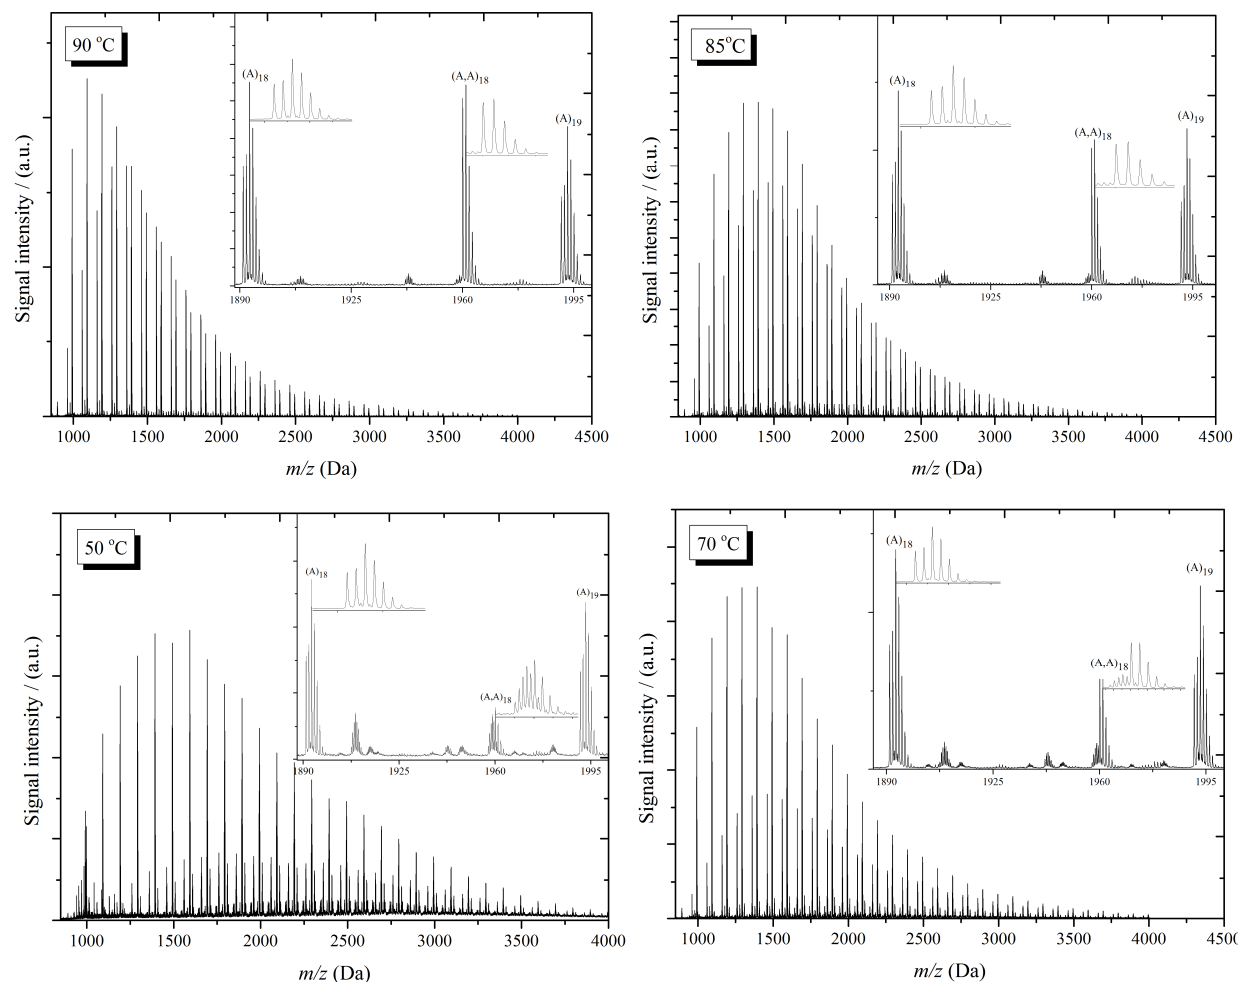 90 °C
(A)18
(A,A)18
(A)19
1890 1925 1960 1995
Signal intensity / (a.u.)
1000 1500 2000 2500 3000 3500 4000 4500
m/z (Da)
85°C
(A)18
(A,A)18
(A)19
1890 1925 1960 1995
Signal intensity / (a.u.)
1000 1500 2000 2500 3000 3500 4000 4500
m/z (Da)
50 °C
(A)18
(A,A)18
(A)19
1890 1925 1960 1995
Signal intensity / (a.u.)
1000 1500 2000 2500 3000 3500 4000
m/z (Da)
70 °C
(A)18
(A,A)18
(A)19
1890 1925 1960 1995
Signal intensity / (a.u.)
1000 1500 2000 2500 3000 3500 4000 4500
m/z (Da)